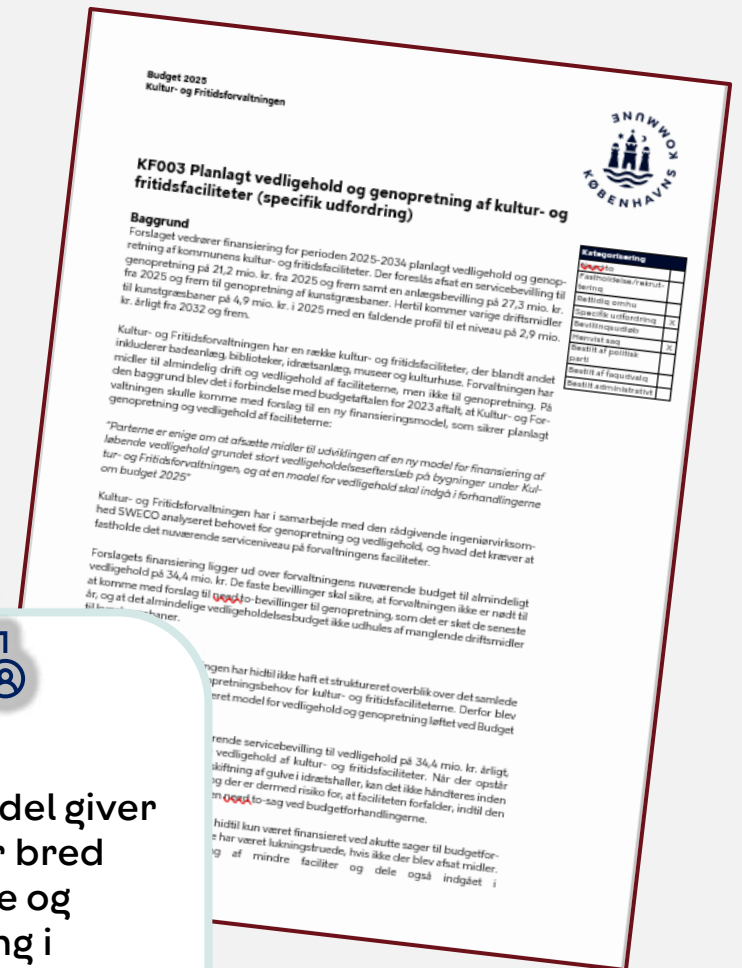 Budget 2025
Kultur- og Fritidsforvaltningen
KØBENHAVNS KOMMUNE
KF003 Planlagt vedligehold og genopretning af kultur- og
fritidsfaciliteter (specifik udfordring)
Kategorisering
Need to
Fastholdelse/rekrut-
tering
Rettidig omhu
Specifik udfordring X
Bevillingsudløb
Henvist sag X
Bestilt af politisk
parti
Bestilt af fagudvalg
Bestilt administrativt
Baggrund
Forslaget vedrører finansiering for perioden 2025-2034 planlagt vedligehold og genop-
retning af kommunens kultur- og fritidsfaciliteter. Der foreslås afsat en servicebevilling til
genopretning på 21,2 mio. kr. fra 2025 og frem samt en anlægsbevilling på 27,3 mio. kr.
fra 2025 og frem til genopretning af kunstgræsbaner. Hertil kommer varige driftsmidler
til kunstgræsbaner på 4,9 mio. kr. i 2025 med en faldende profil til et niveau på 2,9 mio.
kr. årligt fra 2032 og frem.
Kultur- og Fritidsforvaltningen har en række kultur- og fritidsfaciliteter, der blandt andet
inkluderer badeanlæg, biblioteker, idrætsanlæg, museer og kulturhuse. Forvaltningen har
midler til almindelig drift og vedligehold af faciliteterne, men ikke til genopretning. På
den baggrund blev det i forbindelse med budgetaftalen for 2023 aftalt, at Kultur- og For-
valtningen skulle komme med forslag til en ny finansieringsmodel, som sikrer planlagt
genopretning og vedligehold af faciliteterne:
"Parterne er enige om at afsætte midler til udviklingen af en ny model for finansiering af
løbende vedligehold grundet stort vedligeholdelsesefterslæb på bygninger under Kul-
tur- og Fritidsforvaltningen, og at en model for vedligehold skal indgå i forhandlingerne
om budget 2025"
Kultur- og Fritidsforvaltningen har i samarbejde med den rådgivende ingeniørvirksom-
hed SWECO analyseret behovet for genopretning og vedligehold, og hvad det kræver at
fastholde det nuværende serviceniveau på forvaltningens faciliteter.
Forslagets finansiering ligger ud over forvaltningens nuværende budget til almindeligt
vedligehold på 34,4 mio. kr. De faste bevillinger skal sikre, at forvaltningen ikke er nødt til
at komme med forslag til need to-bevillinger til genopretning, som det er sket de seneste
år, og at det almindelige vedligeholdelsesbudget ikke udhules af manglende driftsmidler
til kunstgræsbaner.
ngen har hidtil ikke haft et struktureret overblik over det samlede
opretningsbehov for kultur- og fritidsfaciliteterne. Derfor blev
eret model for vedligehold og genopretning løftet ved Budget
rende servicebevilling til vedligehold på 34,4 mio. kr. årligt,
vedligehold af kultur- og fritidsfaciliteter. Når der opstår
skiftning af gulve i idrætshaller, kan det ikke håndteres inden
og der er dermed risiko for, at faciliteten forfalder, indtil den
en need to-sag ved budgetforhandlingerne.
hidtil kun været finansieret ved akutte sager til budgetfor-
e har været lukningstruede, hvis ikke der blev afsat midler.
g af mindre faciliter og dele også indgået i
del giver
r bred
e og
ng i